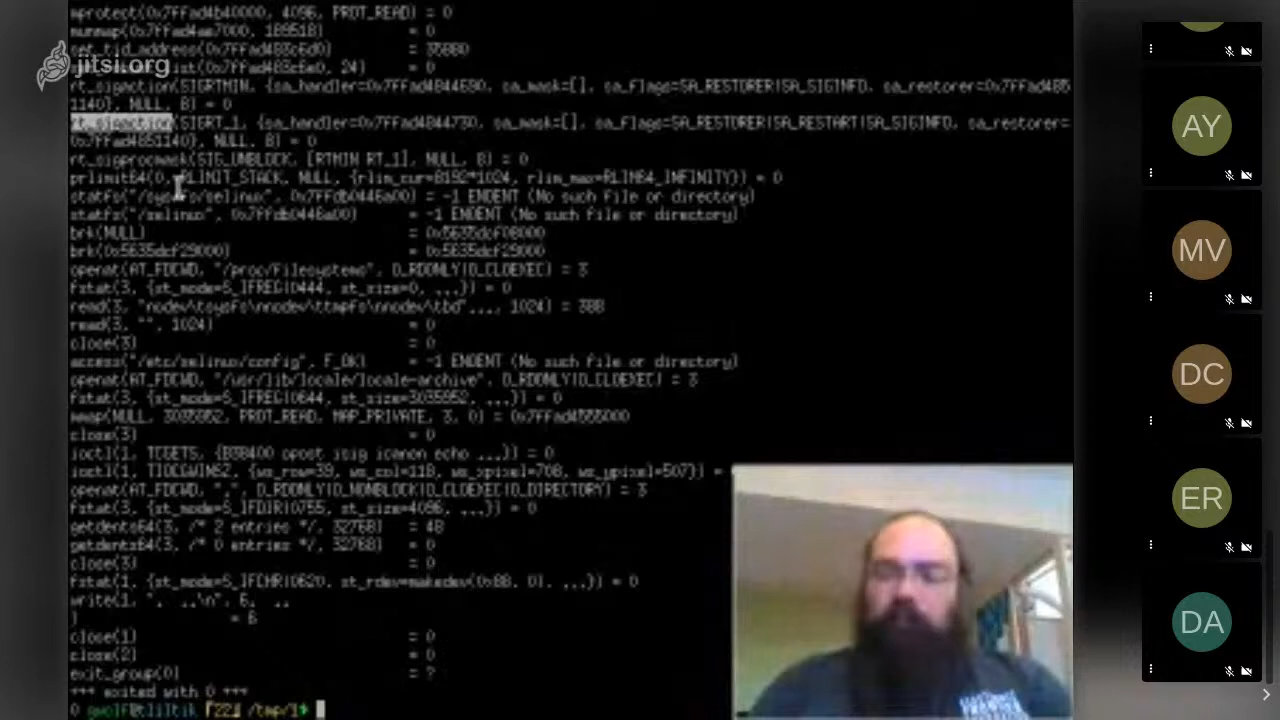 mprotect(0x7ffad4b40000, 4096, PROT_READ) = 0
munmap(0x7ffad4ae7000, 189518) = 0
set_tid_address(0x7ffad483c6d0) = 35880
jitsi.org
rt_sigaction(SIGRTMIN, {sa_handler=0x7ffad4844690, sa_mask=[], sa_flags=SA_RESTORER|SA_SIGINFO, sa_restorer=0x7ffad485
1140}, NULL, 8) = 0
rt_sigaction(SIGRT_1, {sa_handler=0x7ffad4844730, sa_mask=[], sa_flags=SA_RESTORER|SA_RESTART|SA_SIGINFO, sa_restorer=
0x7ffad4851140}, NULL, 8) = 0
rt_sigprocmask(SIG_UNBLOCK, [RTMIN RT_1], NULL, 8) = 0
prlimit64(0, RLIMIT_STACK, NULL, {rlim_cur=8192*1024, rlim_max=RLIM64_INFINITY}) = 0
statfs("/sys/fs/selinux", 0x7ffdb0446a00) = -1 ENOENT (No such file or directory)
statfs("/selinux", 0x7ffdb0446a00) = -1 ENOENT (No such file or directory)
brk(NULL) = 0x5635dcf08000
brk(0x5635dcf29000) = 0x5635dcf29000
openat(AT_FDCWD, "/proc/filesystems", O_RDONLY|O_CLOEXEC) = 3
fstat(3, {st_mode=S_IFREG|0444, st_size=0, ...}) = 0
read(3, "nodev\tsysfs\nnodev\ttmpfs\nnodev\tbd"..., 1024) = 388
read(3, "", 1024) = 0
close(3) = 0
access("/etc/selinux/config", F_OK) = -1 ENOENT (No such file or directory)
openat(AT_FDCWD, "/usr/lib/locale/locale-archive", O_RDONLY|O_CLOEXEC) = 3
fstat(3, {st_mode=S_IFREG|0644, st_size=3035952, ...}) = 0
mmap(NULL, 3035952, PROT_READ, MAP_PRIVATE, 3, 0) = 0x7ffad4555000
close(3) = 0
ioctl(1, TCGETS, {B38400 opost isig icanon echo ...}) = 0
ioctl(1, TIOCGWINSZ, {ws_row=39, ws_col=118, ws_xpixel=708, ws_ypixel=507}) =
openat(AT_FDCWD, ".", O_RDONLY|O_NONBLOCK|O_CLOEXEC|O_DIRECTORY) = 3
fstat(3, {st_mode=S_IFDIR|0755, st_size=4096, ...}) = 0
getdents64(3, /* 2 entries */, 32768) = 48
getdents64(3, /* 0 entries */, 32768) = 0
close(3) = 0
fstat(1, {st_mode=S_IFCHR|0620, st_rdev=makedev(0x88, 0), ...}) = 0
write(1, ". ..\n", 6. ..
) = 6
close(1) = 0
close(2) = 0
exit_group(0) = ?
+++ exited with 0 +++
0 gwolf@tliltik [22] /tmp/1$
AY
MV
DC
ER
DA